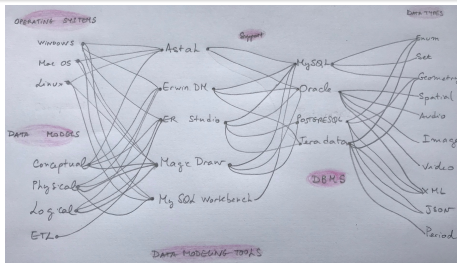 OPERATING SYSTEMS
WINDOWS
Mac OS
Linux
DATA MODELS
Conceptual
Physical
Logical
ETL
Astah
Erwin DM
ER Studio
Magic Draw
My SQL Workbench
DATA MODELING TOOLS
MySQL
Oracle
POSTGRESQL
Teradata
DBMS
DATA TYPES
Enum
Set
Geometry
Spatial
Audio
Image
Video
XML
JSON
Period